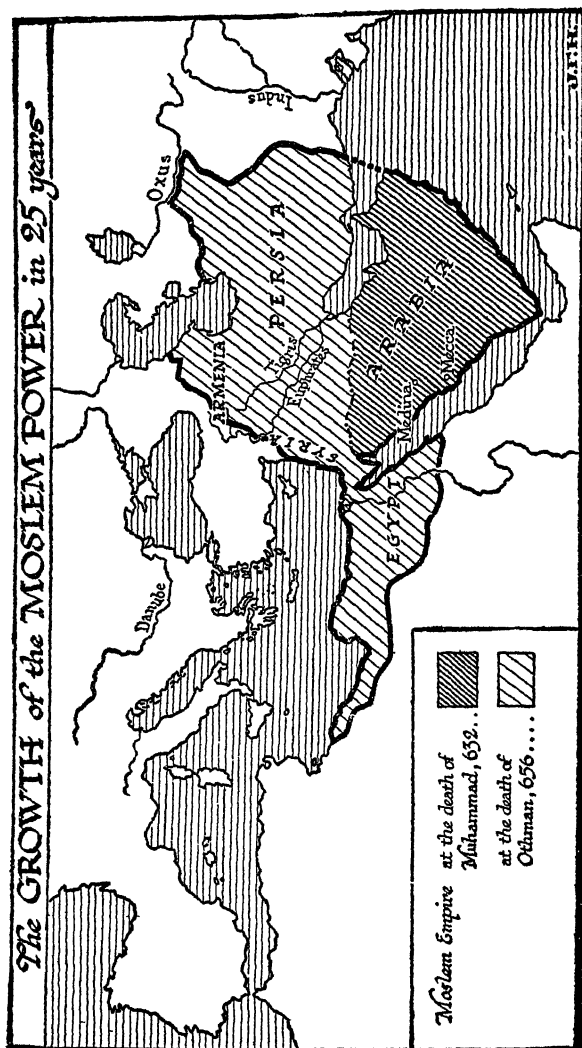 The GROWTH of the MOSLEM POWER in 25 years
Oxus
Indus
Danube
ARMENIA
PERSIA
Tigris
Euphrates
SYRIA
ARABIA
Medina
Mecca
EGYPT
Moslem Empire at the death of
Muhammad, 632..
at the death of
Othman, 656....
J.F.H.